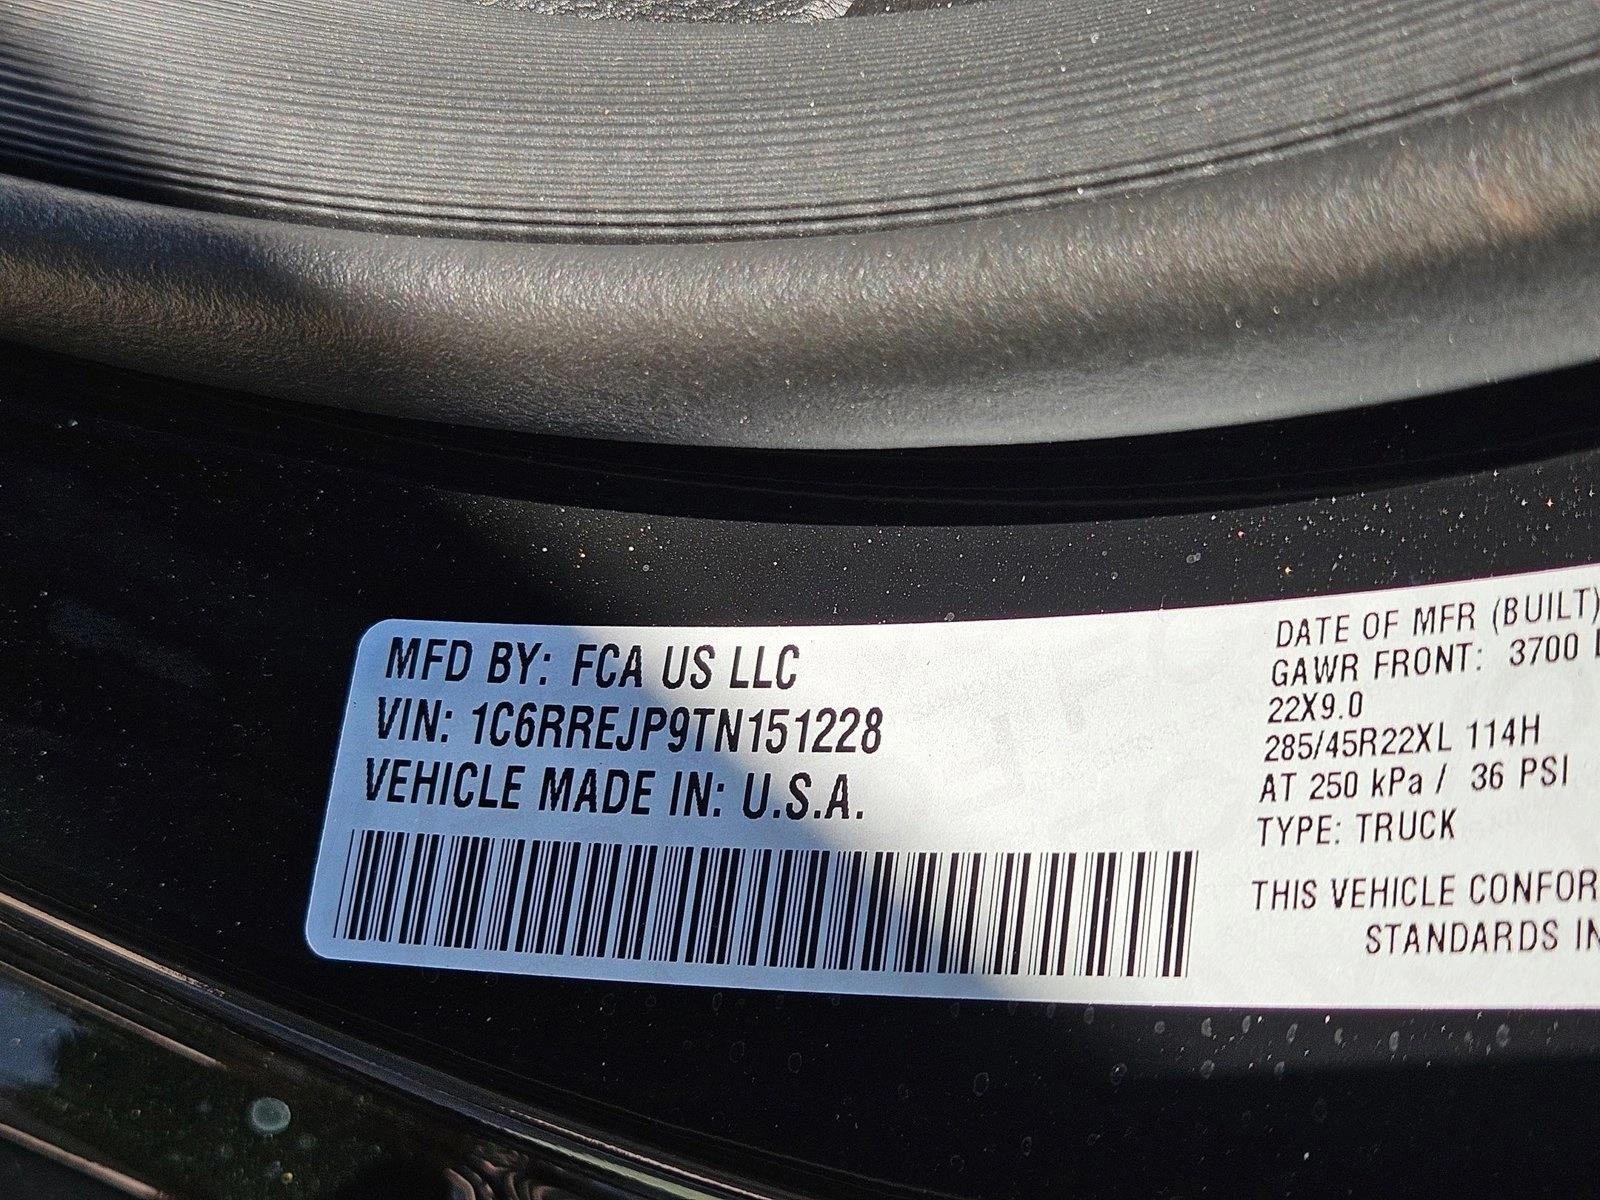 MFD BY: FCA US LLC
VIN: 1C6RREJP9TN151228
VEHICLE MADE IN: U.S.A.
DATE OF MFR (BUILT)
GAWR FRONT: 3700
22X9.0
285/45R22XL 114H
AT 250 kPa / 36 PSI
TYPE: TRUCK
THIS VEHICLE CONFOR
STANDARDS IN